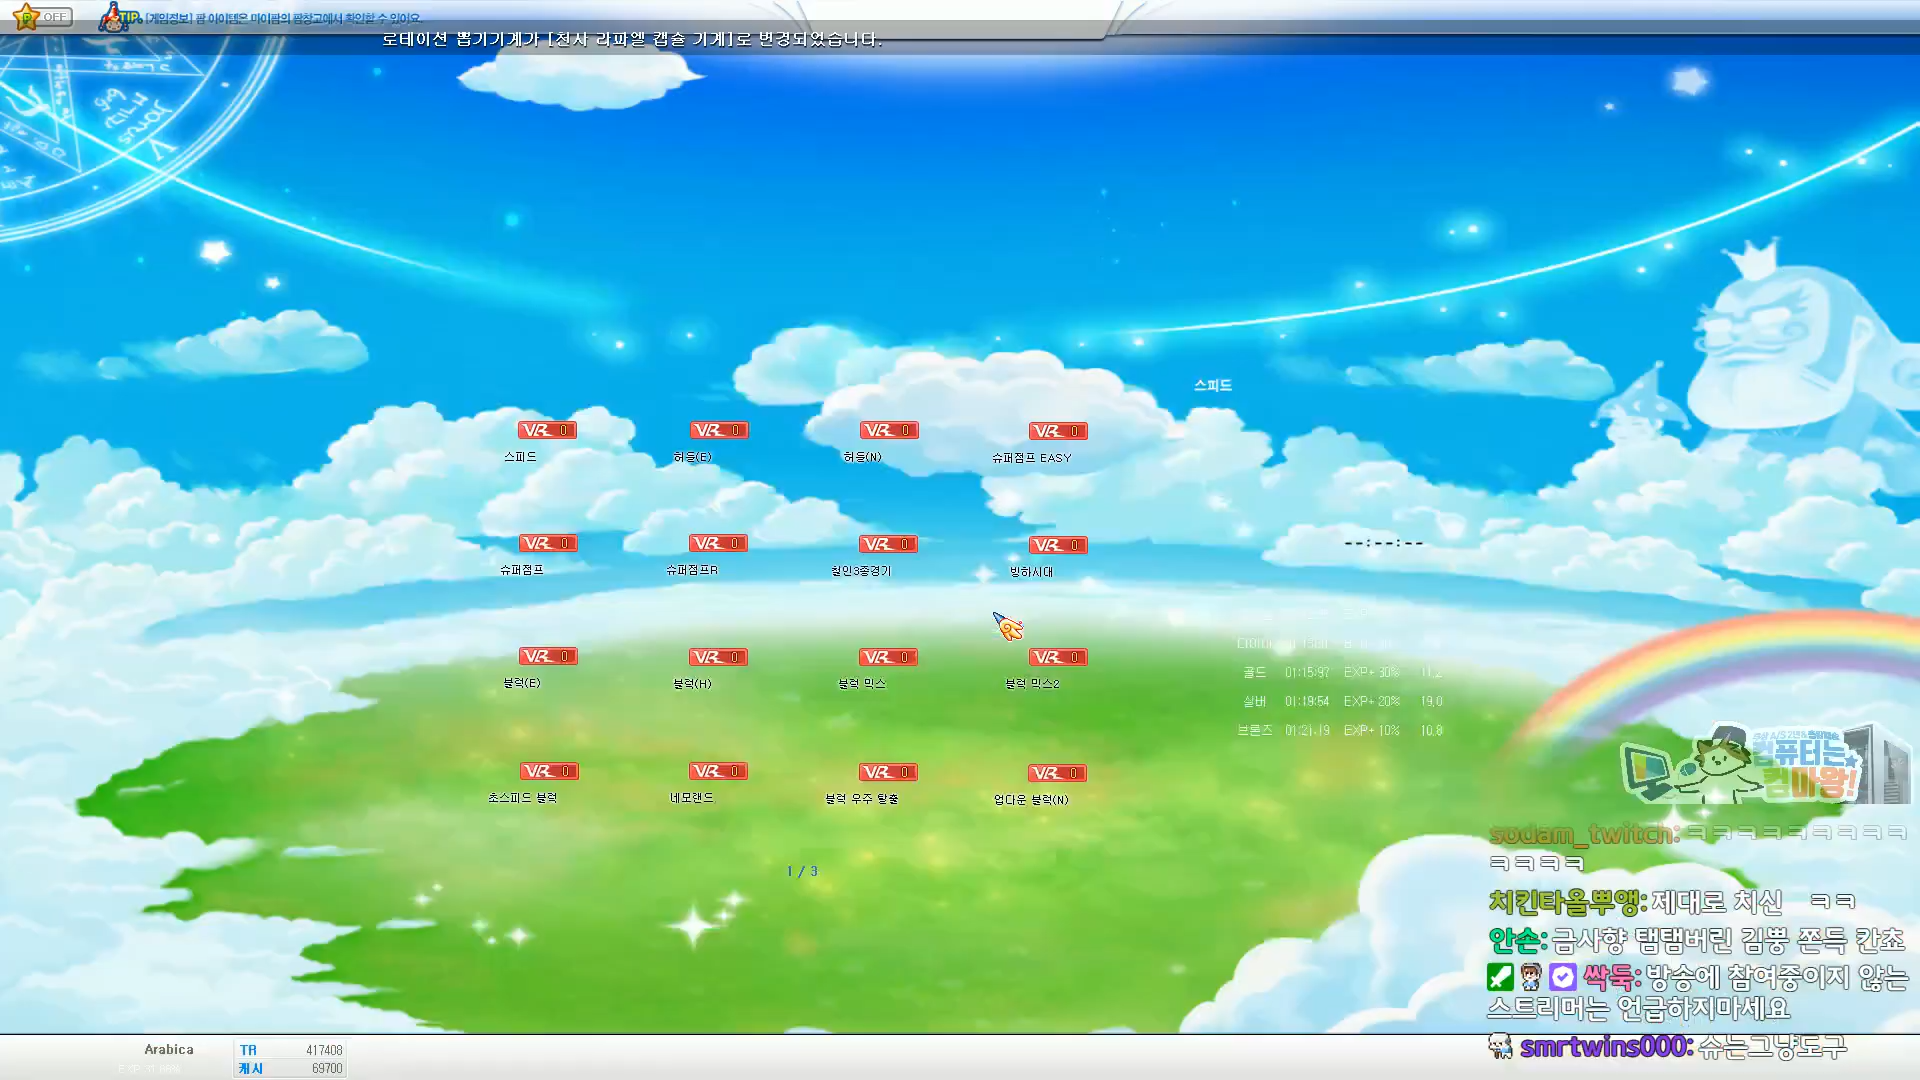 OFF
TIP. [게임정보] 팜 아이템은 마이팜의 팜창고에서 확인할 수 있어요.
로테이션 뽑기기계가 [천사 라파엘 캡슐 기계]로 변경되었습니다.
스피드
VR 0 VR 0 VR 0 VR 0
스피드 허들(E) 허들(N) 슈퍼점프 EASY
VR 0 VR 0 VR 0 VR 0
슈퍼점프 슈퍼점프R 철인3종경기 빙하시대
--:--:--
VR 0 VR 0 VR 0 VR 0
블럭(E) 블럭(H) 블럭 믹스 블럭 믹스2
골드 01:15:97 EXP+ 30%
실버 01:19:54 EXP+ 20% 19.0
브론즈 01:21.19 EXP+ 10% 10.8
VR 0 VR 0 VR 0 VR 0
초스피드 블럭 네모랜드 블럭 우주 탈출 업다운 블럭(N)
1 / 3
컴퓨터는
컴마왕!
sodam_twitch: ㅋㅋㅋㅋㅋㅋㅋㅋㅋ
ㅋㅋㅋㅋ
치킨타올뿌앵: 제대로 치신 ㅋㅋ
안손: 금사향 탬탬버린 김뿡 쫀득 칸쵸
싹둑: 방송에 참여중이지 않는
스트리머는 언급하지마세요
smrtwins000: 슈는그냥도구
Arabica
TR 417408
캐시 69700